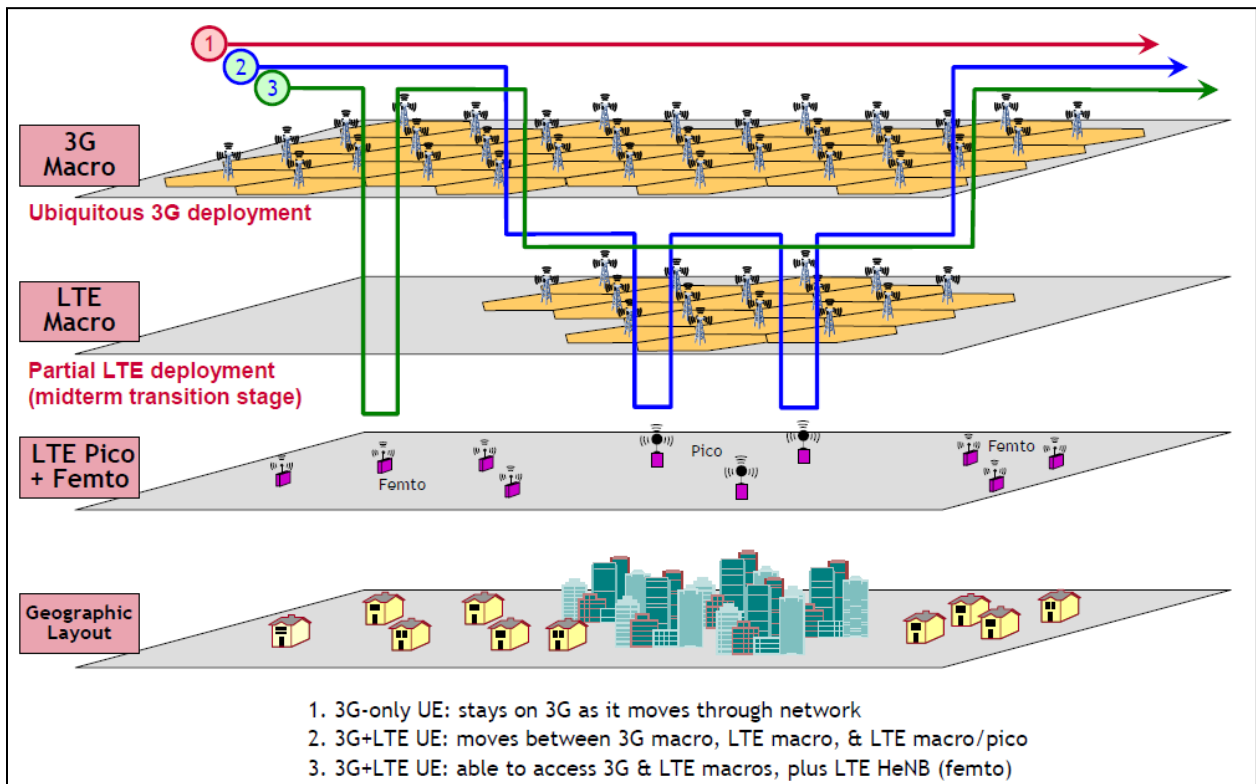 1
2
3
3G
Macro
Ubiquitous 3G deployment
LTE
Macro
Partial LTE deployment
(midterm transition stage)
LTE Pico
+ Femto
Femto
Pico
Femto
Geographic
Layout
1. 3G-only UE: stays on 3G as it moves through network
2. 3G+LTE UE: moves between 3G macro, LTE macro, & LTE macro/pico
3. 3G+LTE UE: able to access 3G & LTE macros, plus LTE HeNB (femto)